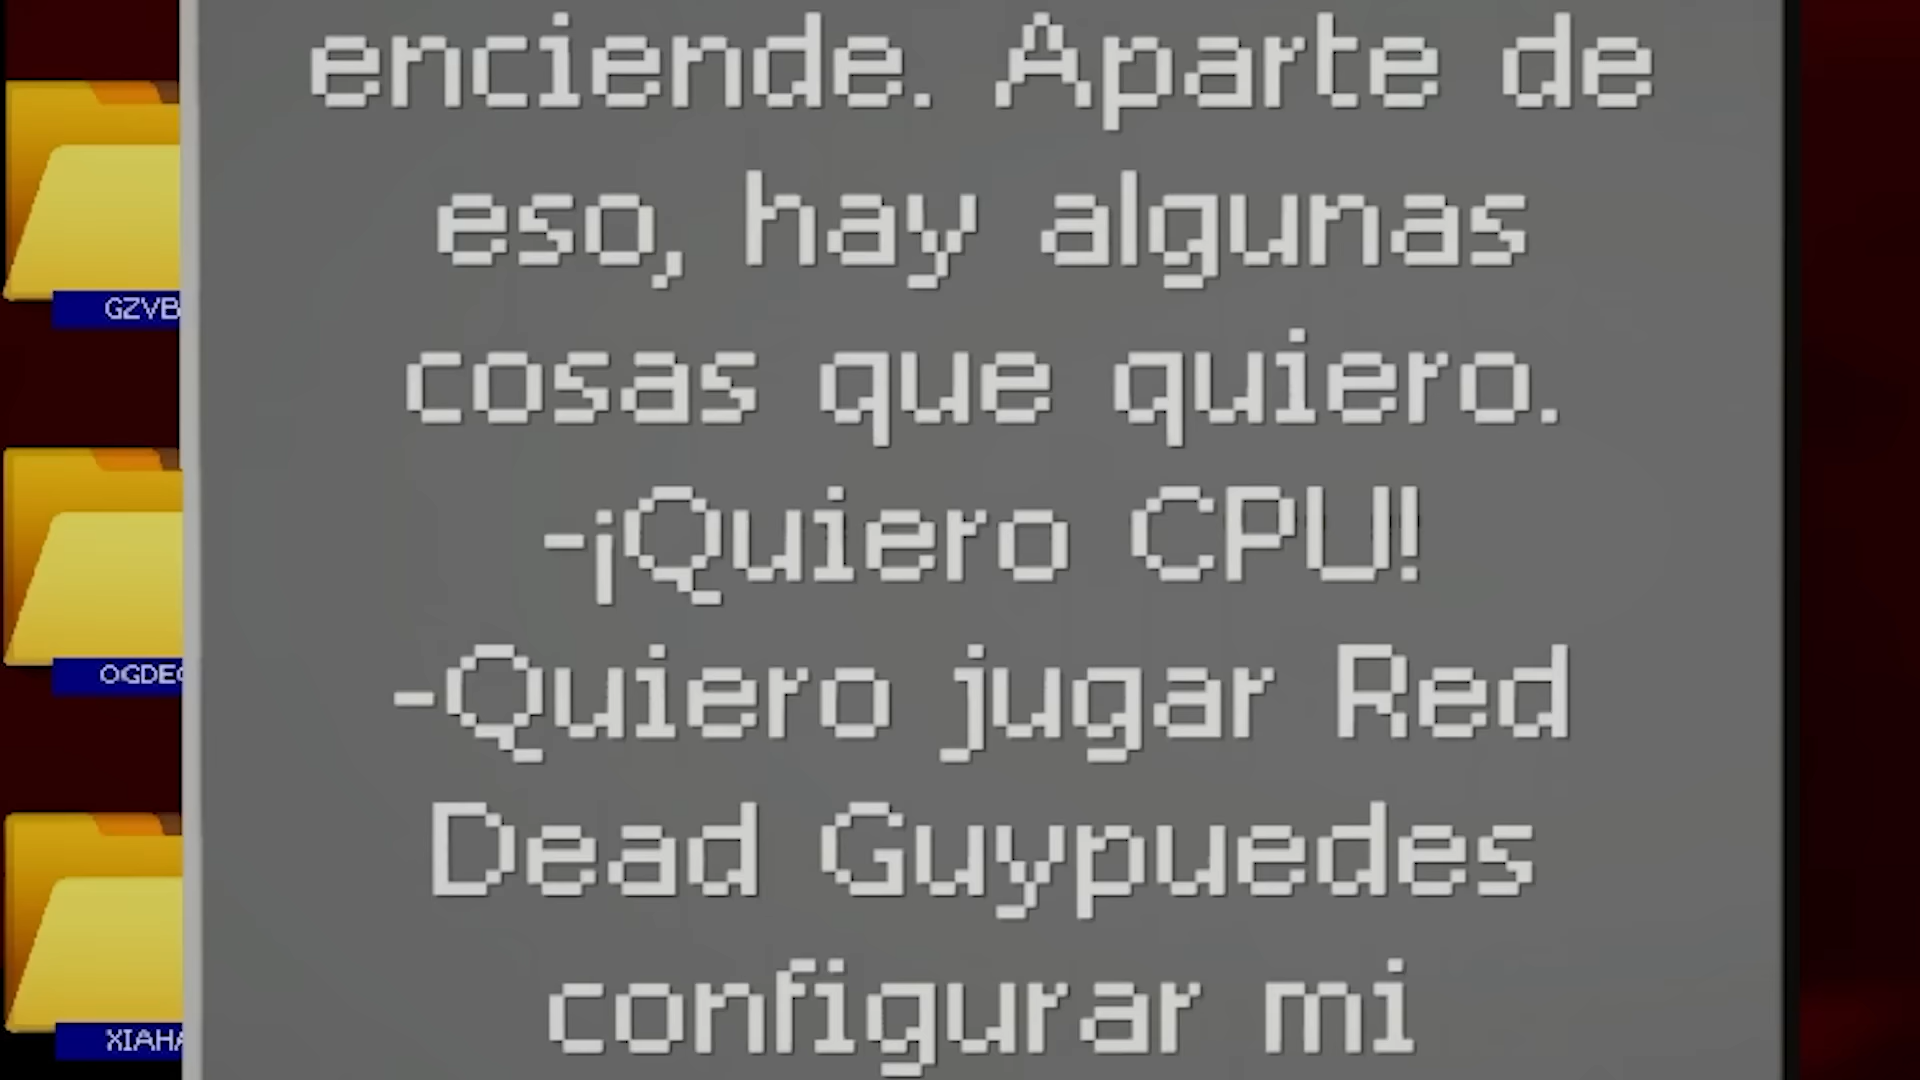 enciende. Aparte de
eso, hay algunas
cosas que quiero.
-¡Quiero CPU!
-Quiero jugar Red
Dead Guypuedes
configurar mi
GZVB
OGDE
XIAHA